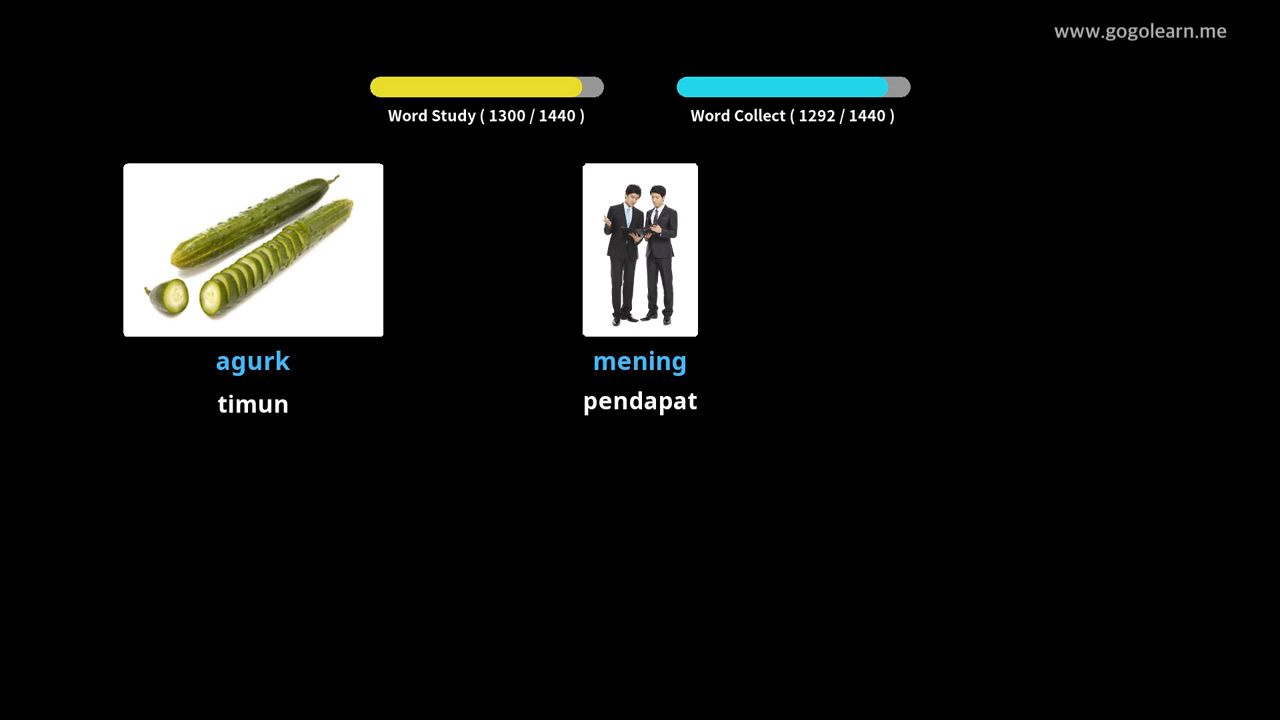 www.gogolearn.me
Word Study ( 1300 / 1440 )
Word Collect ( 1292 / 1440 )
agurk
timun
mening
pendapat